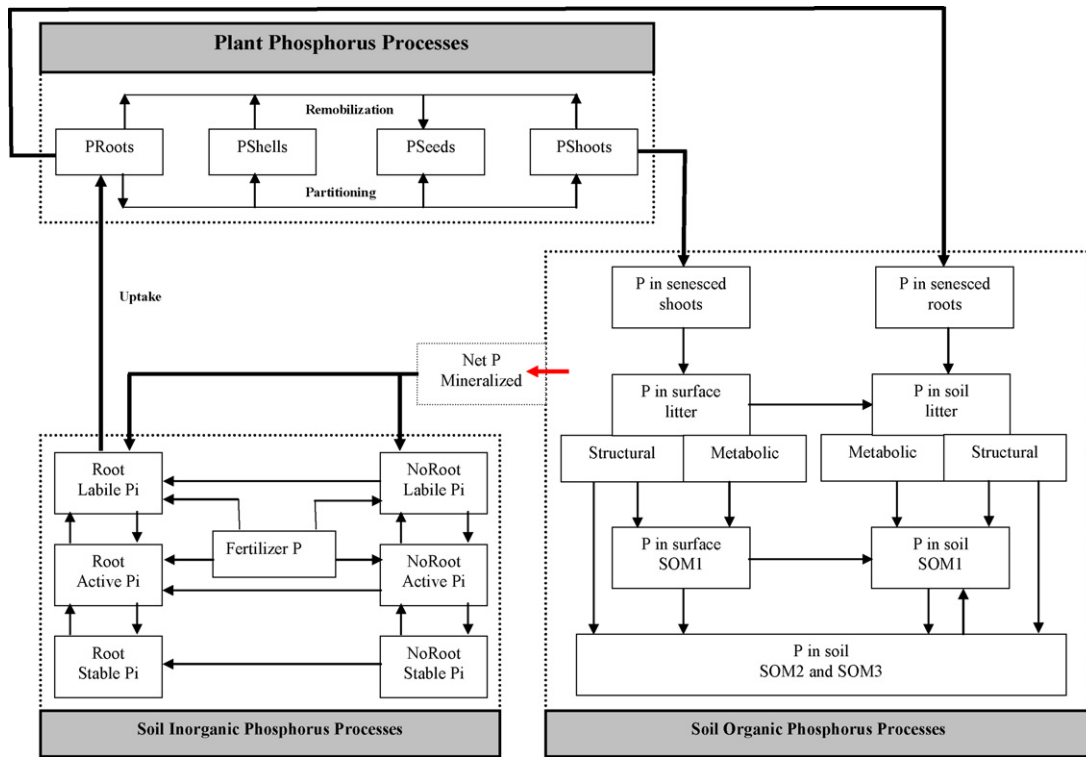 Plant Phosphorus Processes
Remobilization
PRoots
PShells
PSeeds
PShoots
Partitioning
Uptake
P in senesced
shoots
P in senesced
roots
Net P
Mineralized
P in surface
litter
P in soil
litter
Structural
Metabolic
Metabolic
Structural
Root
Labile Pi
NoRoot
Labile Pi
Fertilizer P
Root
Active Pi
NoRoot
Active Pi
P in surface
SOM1
P in soil
SOM1
Root
Stable Pi
NoRoot
Stable Pi
P in soil
SOM2 and SOM3
Soil Inorganic Phosphorus Processes
Soil Organic Phosphorus Processes